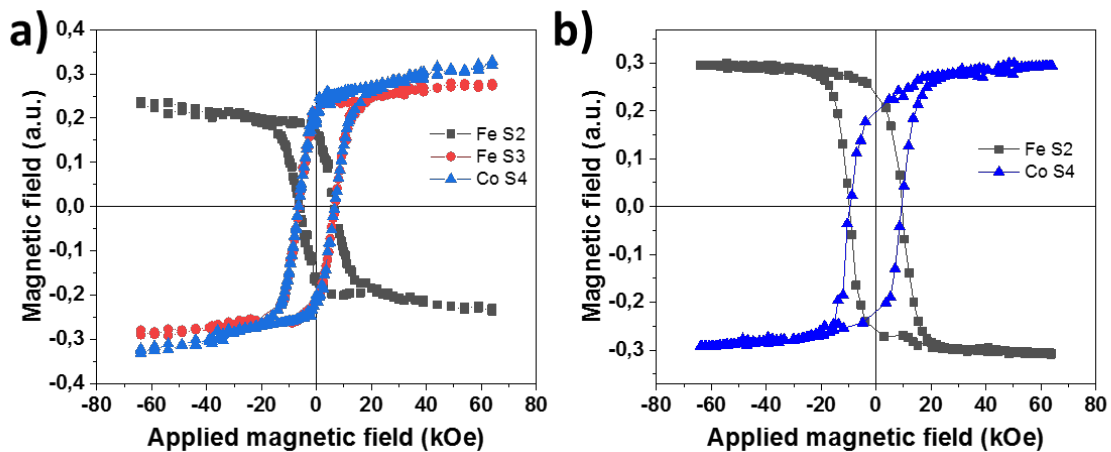 a)
Magnetic field (a.u.)
0,4
0,3
0,2
0,1
0,0
-0,1
-0,2
-0,3
-0,4
Fe S2
Fe S3
Co S4
-80 -60 -40 -20 0 20 40 60 80
Applied magnetic field (kOe)
b)
Magnetic field (a.u.)
0,3
0,2
0,1
0,0
-0,1
-0,2
-0,3
Fe S2
Co S4
-80 -60 -40 -20 0 20 40 60 80
Applied magnetic field (kOe)